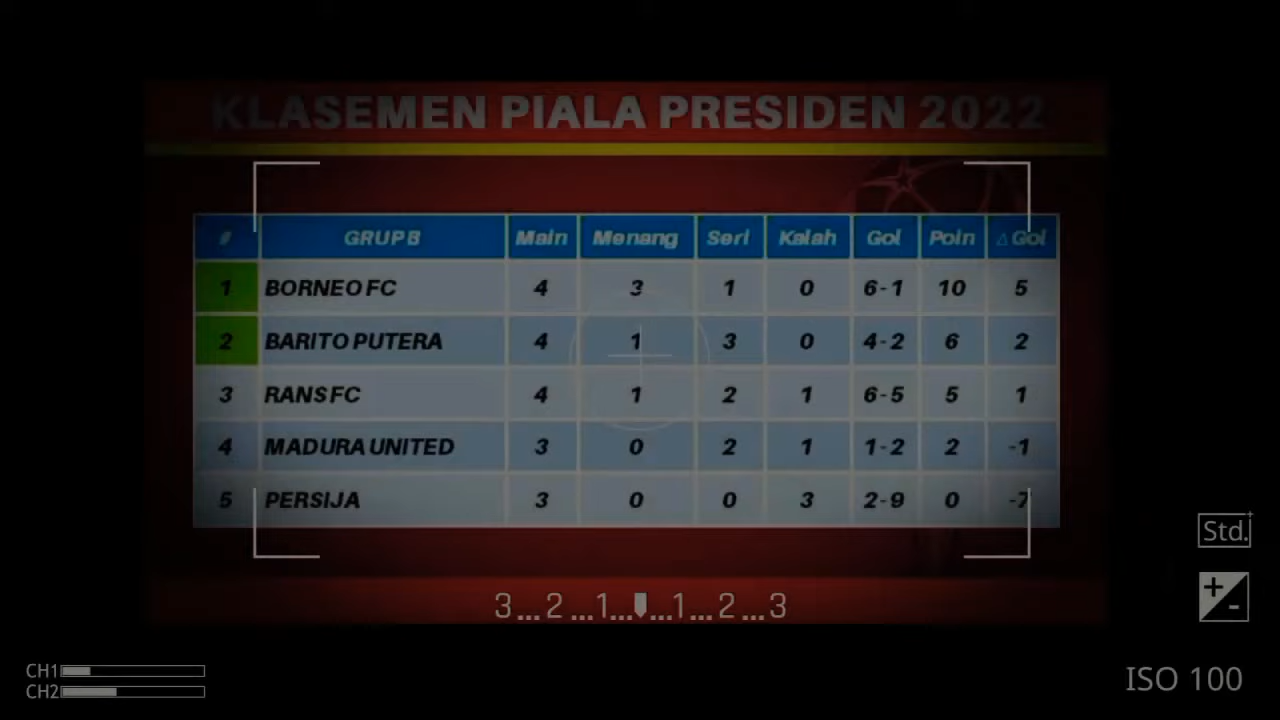 KLASEMEN PIALA PRESIDEN 2022
# GRUP B Main Menang Seri Kalah Gol Poin △ Gol
1 BORNEO FC 4 3 1 0 6-1 10 5
2 BARITO PUTERA 4 1 3 0 4-2 6 2
3 RANS FC 4 1 2 1 6-5 5 1
4 MADURA UNITED 3 0 2 1 1-2 2 -1
5 PERSIJA 3 0 0 3 2-9 0 -7
Std.
3...2...1...1...2...3
+ -
CH1
CH2
ISO 100